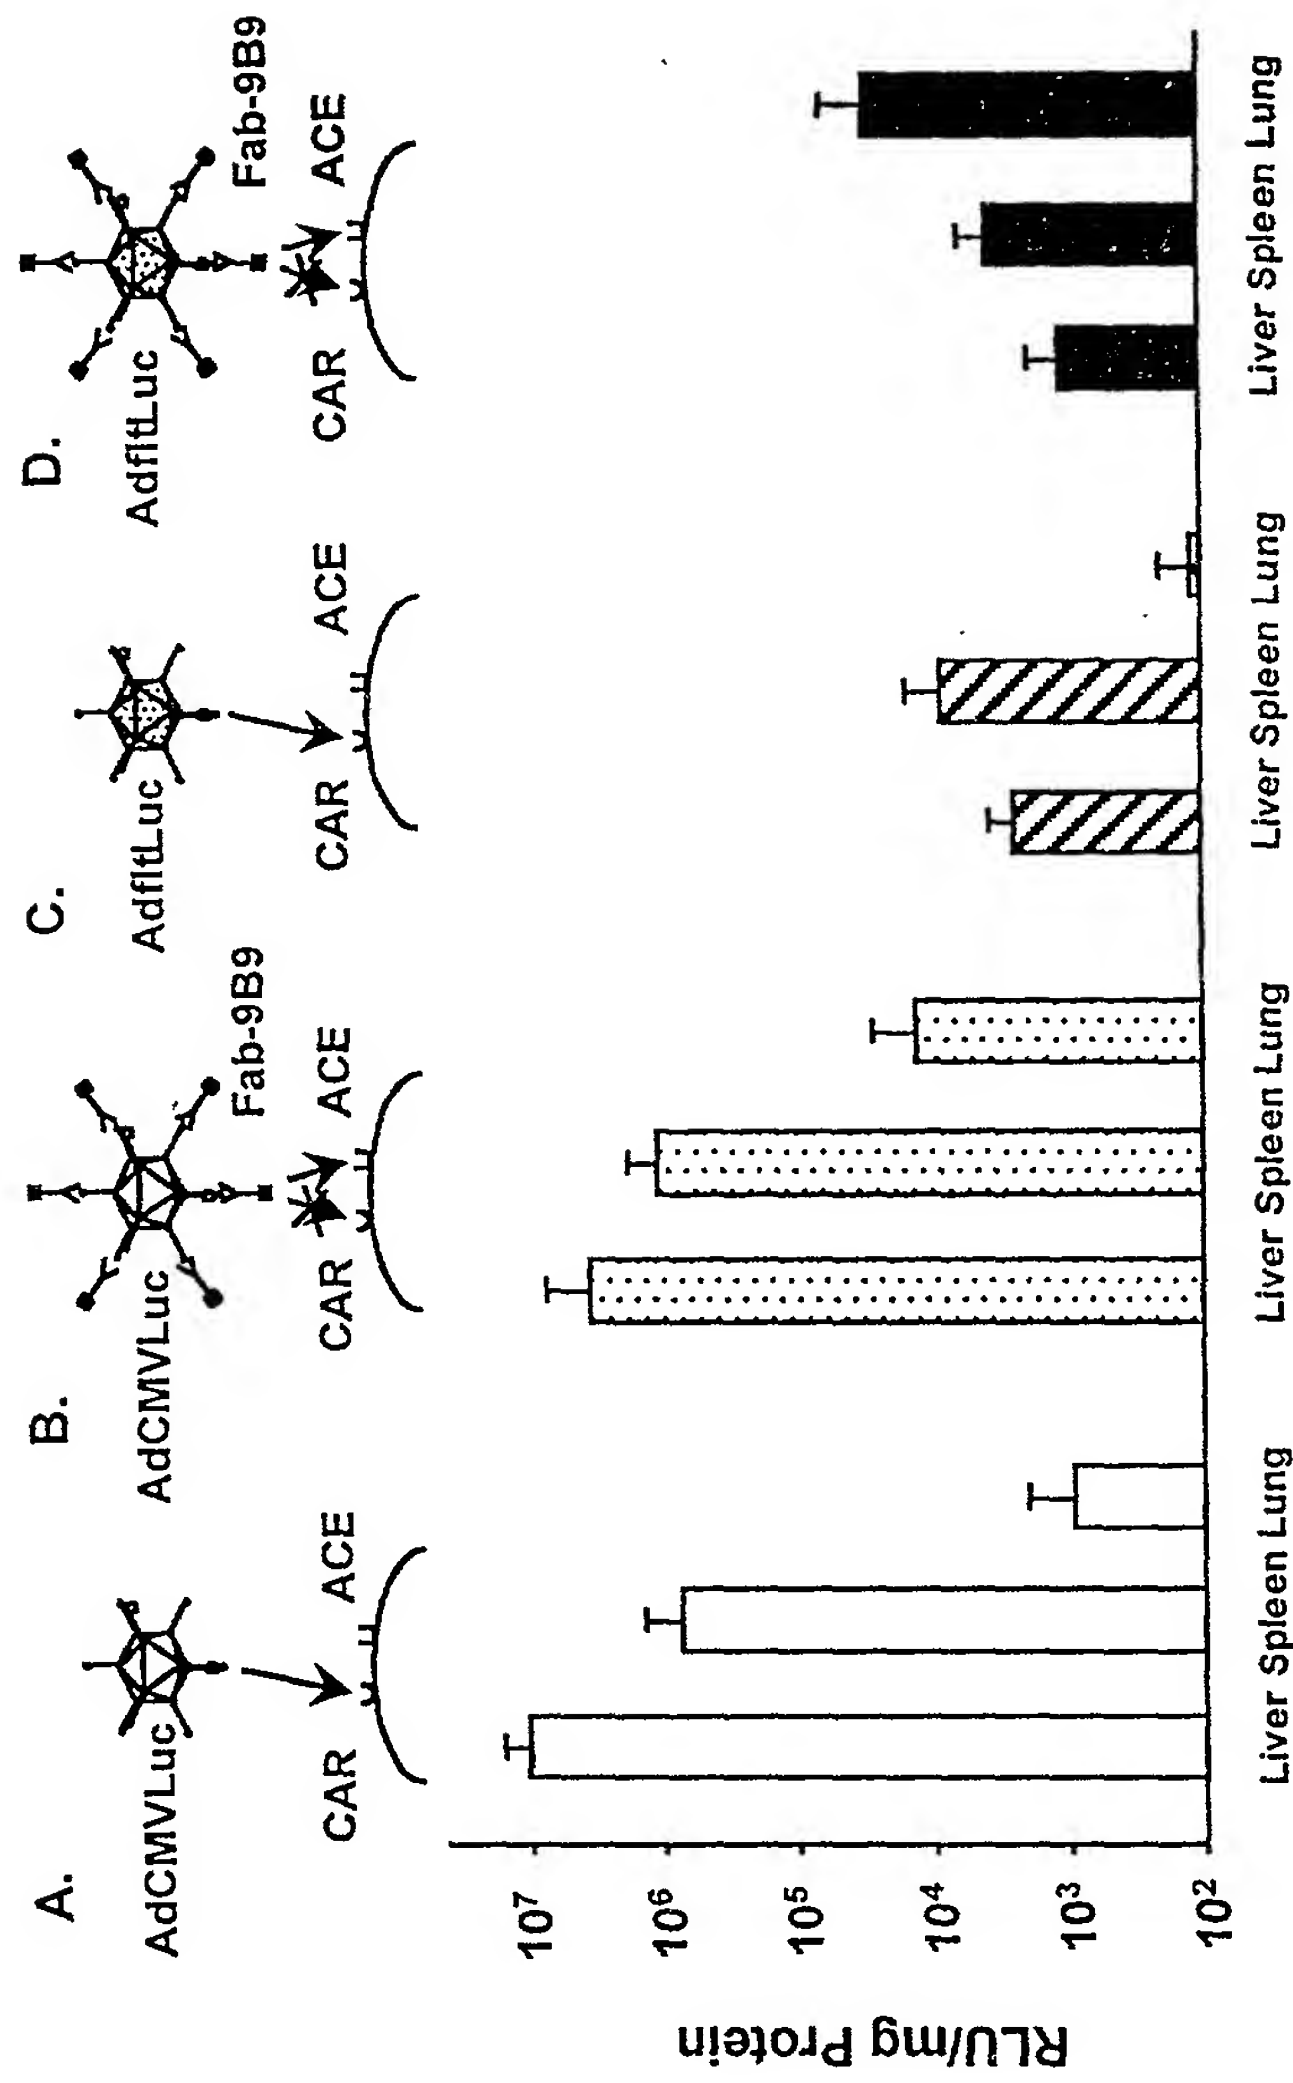 A.
AdCMVLuc
CAR
ACE
B.
AdCMVLuc
Fab-9B9
CAR
ACE
C.
AdfltLuc
CAR
ACE
D.
AdfltLuc
Fab-9B9
CAR
ACE
RLU/mg Protein
10⁷
10⁶
10⁵
10⁴
10³
10²
Liver Spleen Lung
Liver Spleen Lung
Liver Spleen Lung
Liver Spleen Lung